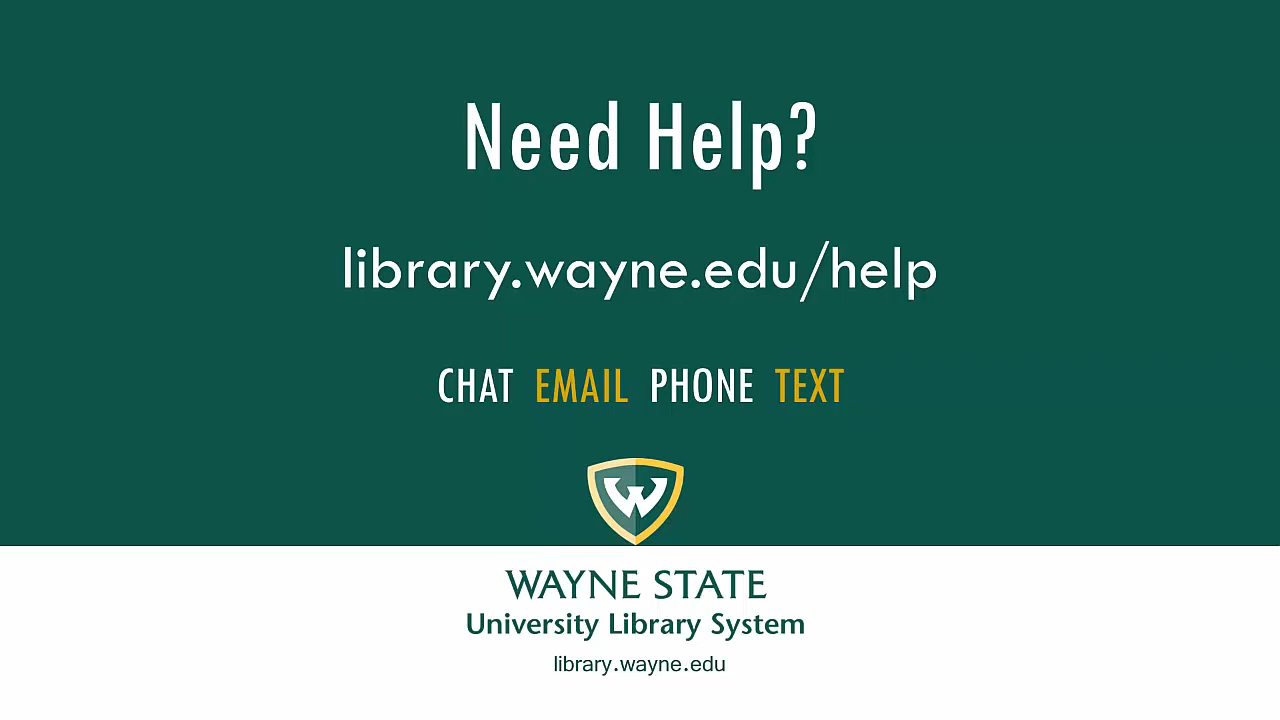 Need Help?
library.wayne.edu/help
CHAT EMAIL PHONE TEXT
W
WAYNE STATE
University Library System
library.wayne.edu